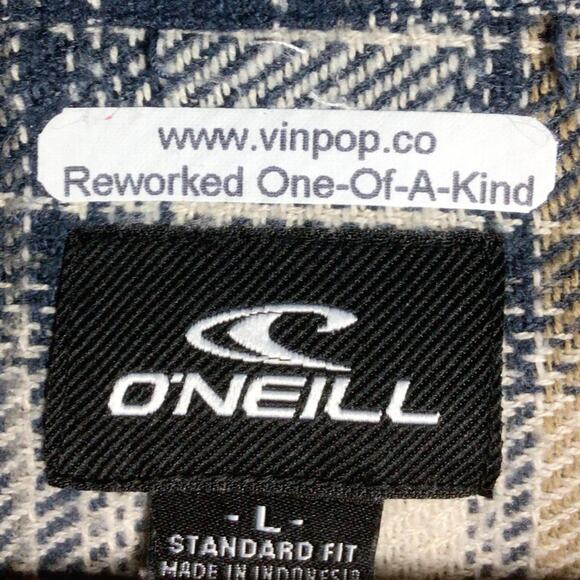 www.vinpop.co
Reworked One-Of-A-Kind
O'NEILL
- L -
STANDARD FIT
MADE IN INDONESIA